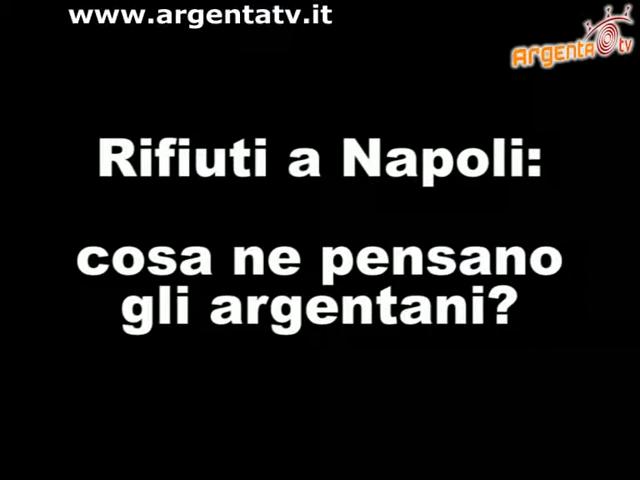 www.argentatv.it
Argenta tv
Rifiuti a Napoli:
cosa ne pensano
gli argentani?